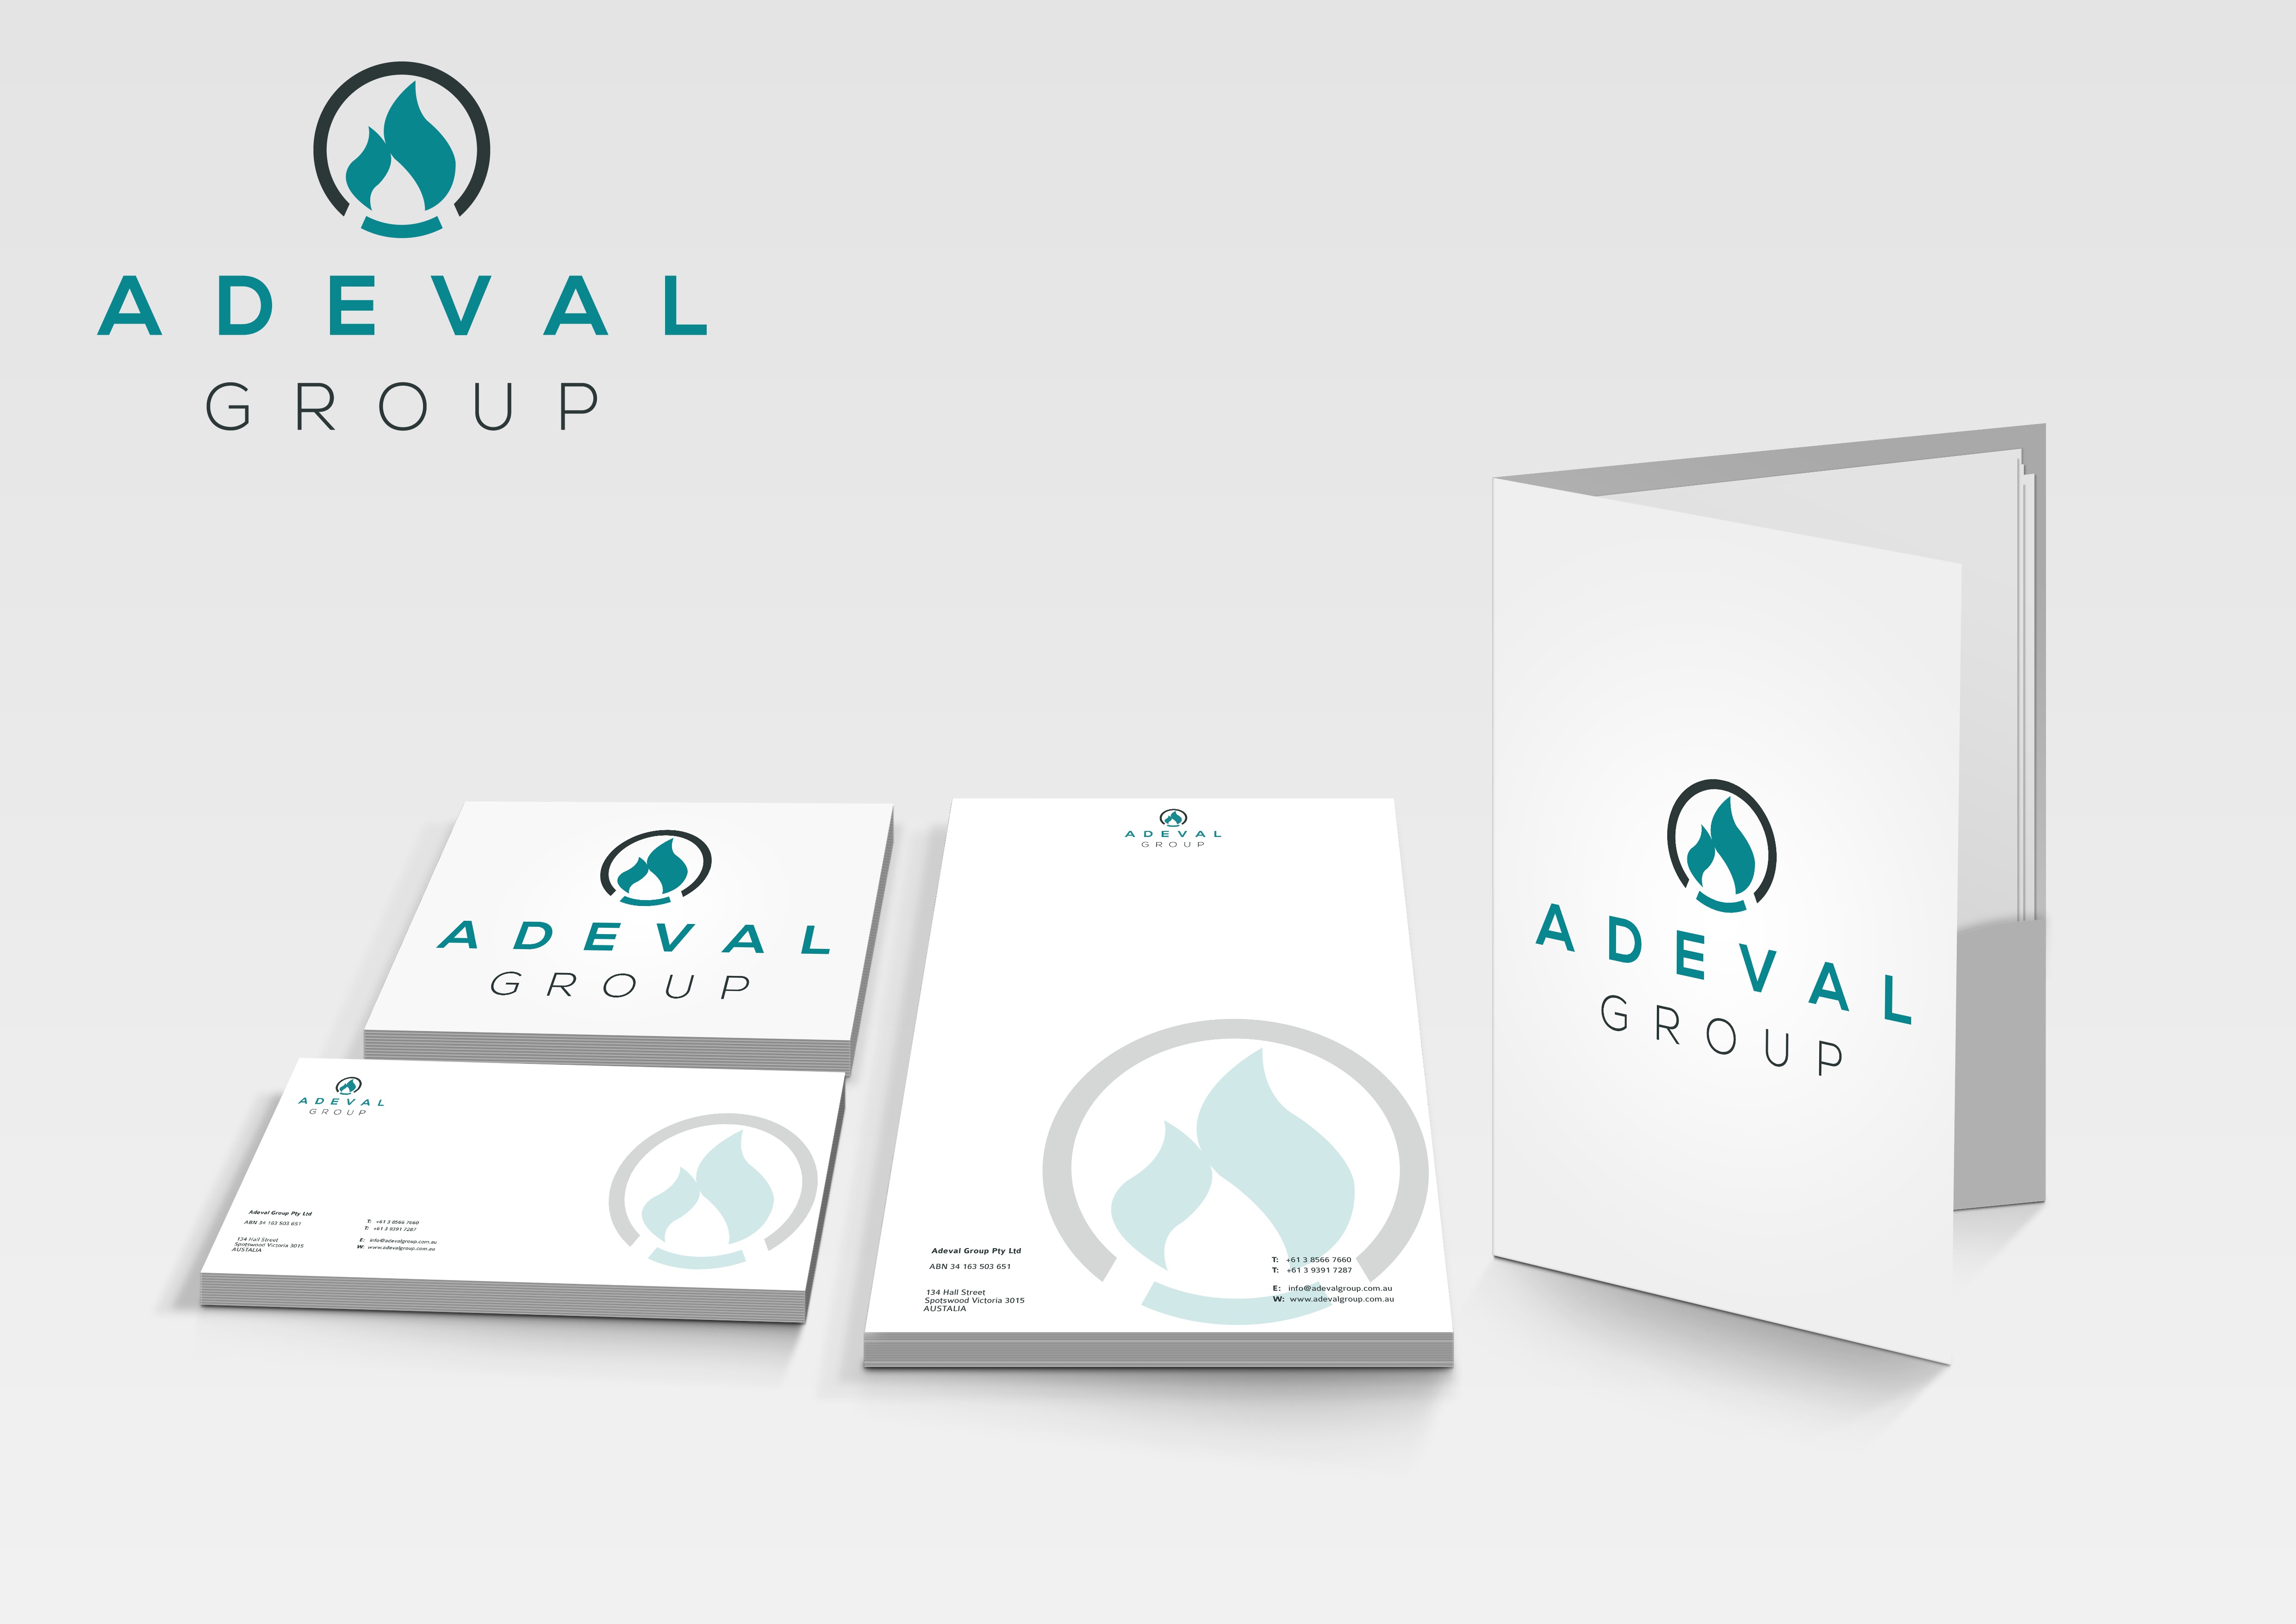 ADEVAL
GROUP
ADEVAL
GROUP
ADEVAL
GROUP
Adeval Group Pty Ltd
ABN 34 163 503 651
134 Hall Street
Spotswood Victoria 3015
AUSTALIA
T: +61 3 8566 7660
T: +61 3 9391 7287
E: info@adevalgroup.com.au
W: www.adevalgroup.com.au
ADEVAL
GROUP
Adeval Group Pty Ltd
ABN 34 163 503 651
134 Hall Street
Spotswood Victoria 3015
AUSTALIA
T: +61 3 8566 7660
T: +61 3 9391 7287
E: info@adevalgroup.com.au
W: www.adevalgroup.com.au
ADEVAL
GROUP